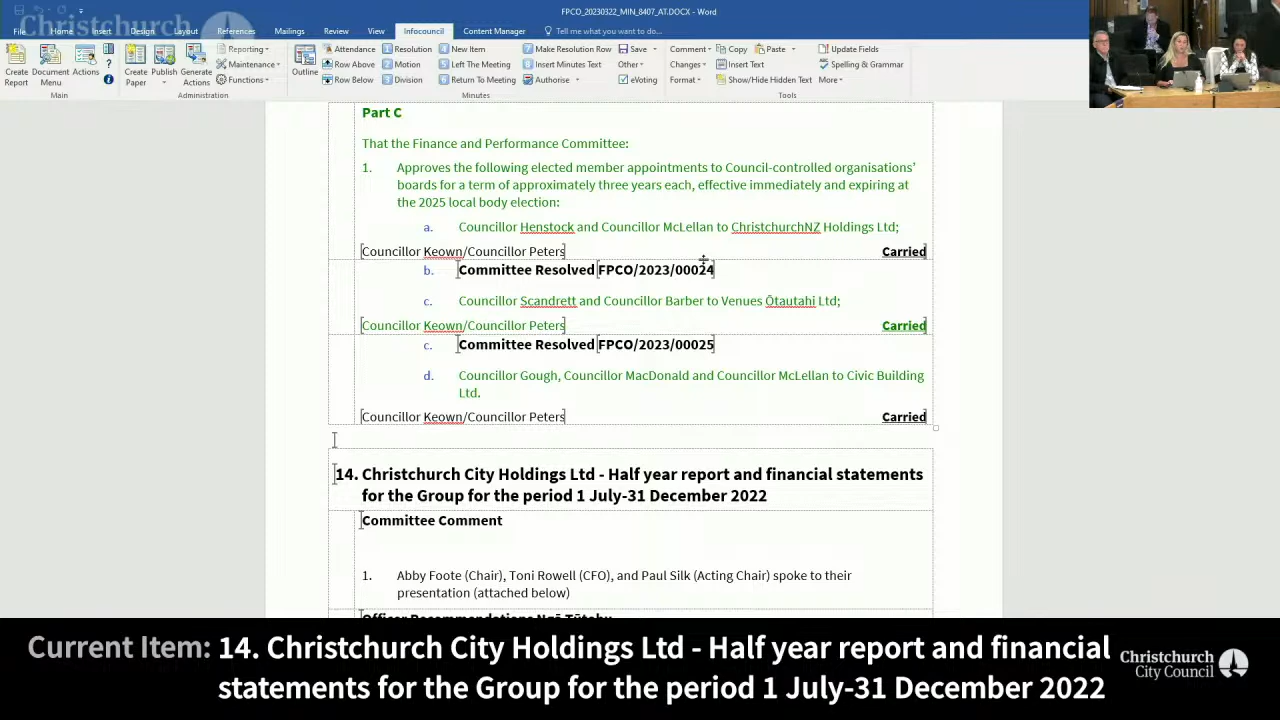 FPCO_20230322_MIN_8407_AT.DOCX - Word
Christchurch
File Home Insert Design Layout References Mailings Review View Infocouncil Content Manager Tell me what you want to do...
Create Report
Document Menu
Actions
Main
Create Paper
Publish
Generate Actions
Reporting
Maintenance
Functions
Administration
Outline
Attendance
Row Above
Row Below
Resolution
Motion
Division
New Item
Left The Meeting
Return To Meeting
Make Resolution Row
Insert Minutes Text
Authorise
Save
Other
eVoting
Minutes
Comment
Changes
Format
Copy
Paste
Insert Text
Show/Hide Hidden Text
Update Fields
Spelling & Grammar
More
Tools
Part C
That the Finance and Performance Committee:
1. Approves the following elected member appointments to Council-controlled organisations’
boards for a term of approximately three years each, effective immediately and expiring at
the 2025 local body election:
a. Councillor Henstock and Councillor McLellan to ChristchurchNZ Holdings Ltd;
Councillor Keown/Councillor Peters Carried
b. Committee Resolved FPCO/2023/00024
c. Councillor Scandrett and Councillor Barber to Venues Ōtautahi Ltd;
Councillor Keown/Councillor Peters Carried
c. Committee Resolved FPCO/2023/00025
d. Councillor Gough, Councillor MacDonald and Councillor McLellan to Civic Building
Ltd.
Councillor Keown/Councillor Peters Carried
14. Christchurch City Holdings Ltd - Half year report and financial statements
for the Group for the period 1 July-31 December 2022
Committee Comment
1. Abby Foote (Chair), Toni Rowell (CFO), and Paul Silk (Acting Chair) spoke to their
presentation (attached below)
Officer Recommendations Ngā Tūtohu
Current Item: 14. Christchurch City Holdings Ltd - Half year report and financial
statements for the Group for the period 1 July-31 December 2022
Christchurch
City Council